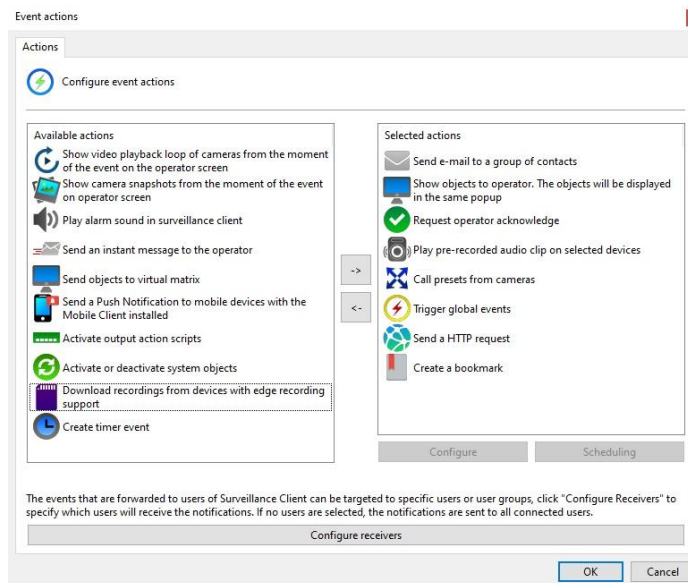 Event actions
Actions
Configure event actions
Available actions
Show video playback loop of cameras from the moment
of the event on the operator screen
Show camera snapshots from the moment of the event
on operator screen
Play alarm sound in surveillance client
Send an instant message to the operator
Send objects to virtual matrix
Send a Push Notification to mobile devices with the
Mobile Client installed
Activate output action scripts
Activate or deactivate system objects
Download recordings from devices with edge recording
support
Create timer event
->
<-
Selected actions
Send e-mail to a group of contacts
Show objects to operator. The objects will be displayed
in the same popup
Request operator acknowledge
Play pre-recorded audio clip on selected devices
Call presets from cameras
Trigger global events
Send a HTTP request
Create a bookmark
Configure
Scheduling
The events that are forwarded to users of Surveillance Client can be targeted to specific users or user groups, click "Configure Receivers" to
specify which users will receive the notifications. If no users are selected, the notifications are sent to all connected users.
Configure receivers
OK
Cancel